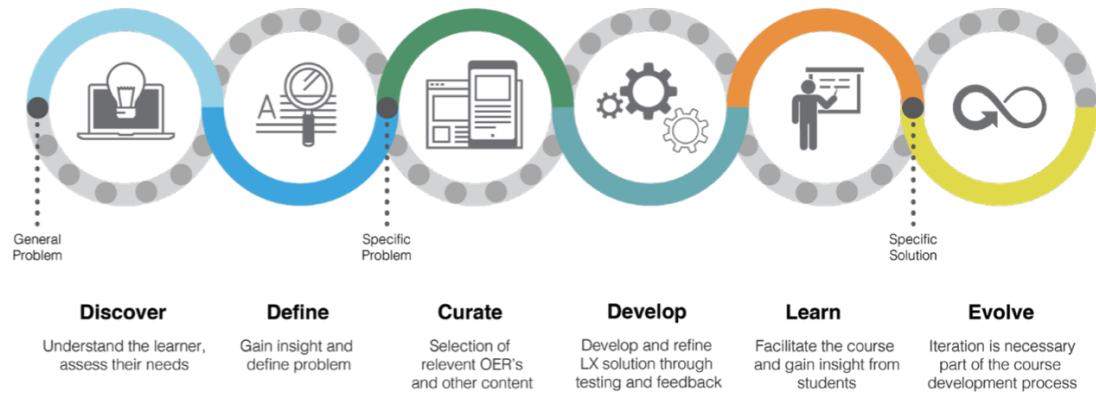 A
General
Problem
Specific
Problem
Specific
Solution
Discover
Understand the learner,
assess their needs
Define
Gain insight and
define problem
Curate
Selection of
relevent OER's
and other content
Develop
Develop and refine
LX solution through
testing and feedback
Learn
Facilitate the course
and gain insight from
students
Evolve
Iteration is necessary
part of the course
development process